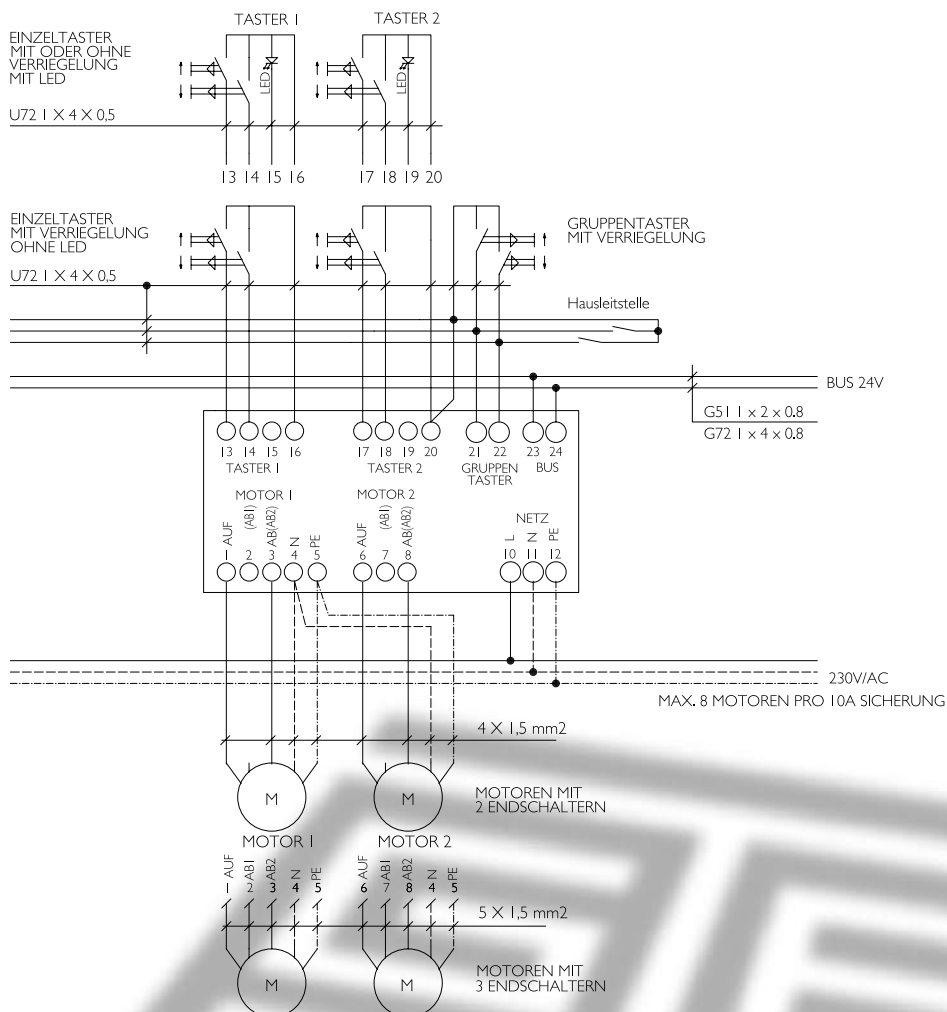 TASTER 1
TASTER 2
EINZELTASTER
MIT ODER OHNE
VERRIEGELUNG
MIT LED
LED
LED
U72 1 X 4 X 0,5
13 14 15 16
17 18 19 20
EINZELTASTER
MIT VERRIEGELUNG
OHNE LED
GRUPPENTASTER
MIT VERRIEGELUNG
U72 1 X 4 X 0,5
Hausleitstelle
BUS 24V
G51 1 x 2 x 0.8
G72 1 x 4 x 0.8
13 14 15 16
17 18 19 20
21 22
23 24
TASTER 1
TASTER 2
GRUPPEN
TASTER
BUS
MOTOR 1
MOTOR 2
NETZ
AUF
(AB1)
AB(AB2)
N
PE
AUF
(AB1)
AB(AB2)
L
N
PE
1 2 3 4 5
6 7 8
10 11 12
230V/AC
MAX. 8 MOTOREN PRO 10A SICHERUNG
4 X 1,5 mm2
M
M
MOTOREN MIT
2 ENDSCHALTERN
MOTOR 1
MOTOR 2
AUF
AB1
AB2
N
PE
AUF
AB1
AB2
N
PE
1 2 3 4 5
6 7 8 4 5
5 X 1,5 mm2
M
M
MOTOREN MIT
3 ENDSCHALTERN